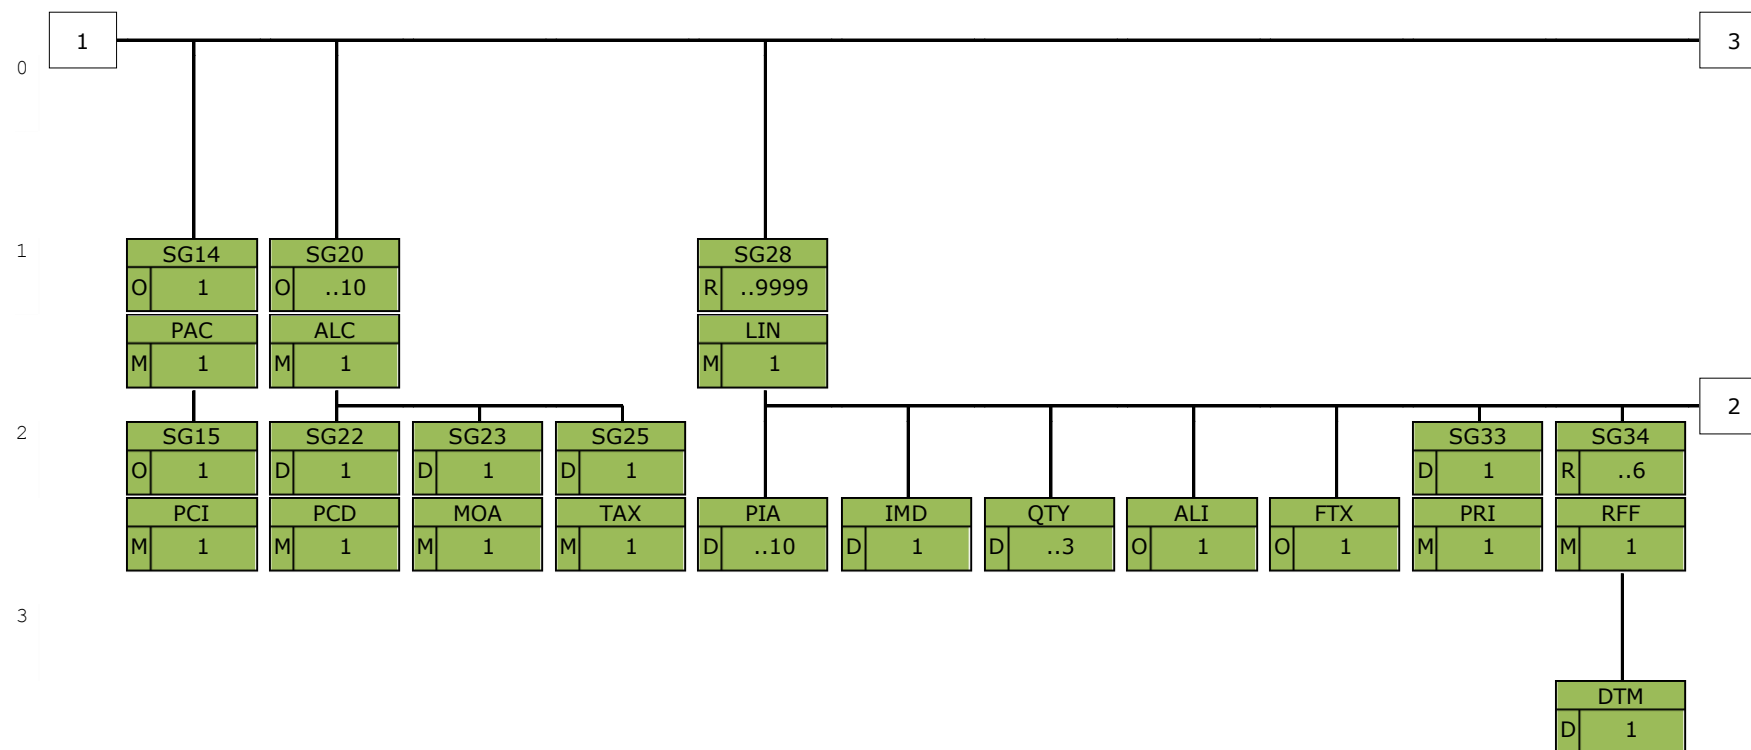 1 3
0
1
SG14 SG20 SG28
O 1 O ..10 R ..9999
PAC ALC LIN
M 1 M 1 M 1
2
2
SG15 SG22 SG23 SG25 SG33 SG34
O 1 D 1 D 1 D 1 D 1 R ..6
PCI PCD MOA TAX PIA IMD QTY ALI FTX PRI RFF
M 1 M 1 M 1 M 1 D ..10 D 1 D ..3 O 1 O 1 M 1 M 1
3
DTM
D 1